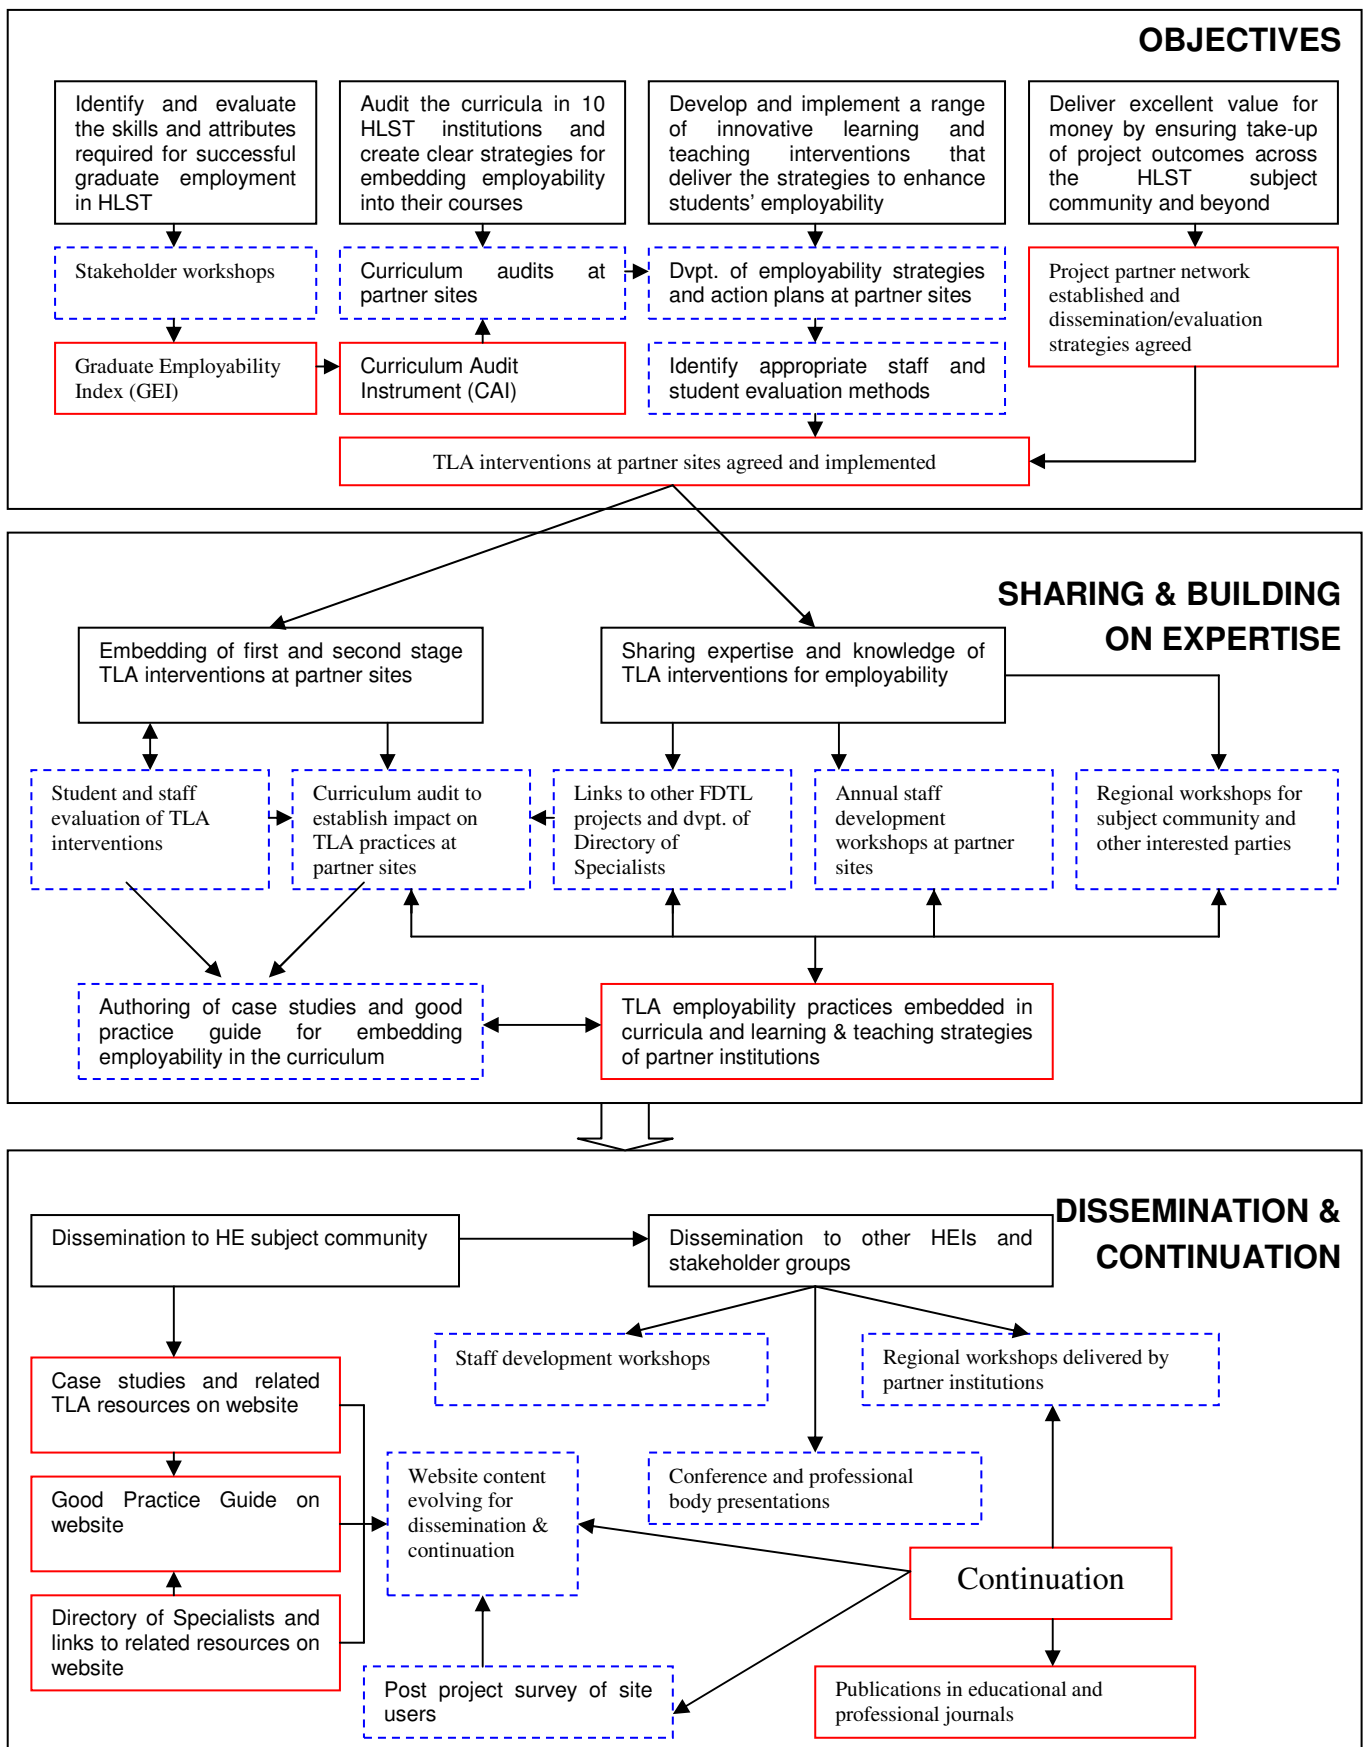 OBJECTIVES
Identify and evaluate
the skills and attributes
required for successful
graduate employment
in HLST
Audit the curricula in 10
HLST institutions and
create clear strategies for
embedding employability
into their courses
Develop and implement a range
of innovative learning and
teaching interventions that
deliver the strategies to enhance
students' employability
Deliver excellent value for
money by ensuring take-up
of project outcomes across
the HLST subject
community and beyond
Stakeholder workshops
Curriculum audits at
partner sites
Dvpt. of employability strategies
and action plans at partner sites
Project partner network
established and
dissemination/evaluation
strategies agreed
Graduate Employability
Index (GEI)
Curriculum Audit
Instrument (CAI)
Identify appropriate staff and
student evaluation methods
TLA interventions at partner sites agreed and implemented
SHARING & BUILDING
ON EXPERTISE
Embedding of first and second stage
TLA interventions at partner sites
Sharing expertise and knowledge of
TLA interventions for employability
Student and staff
evaluation of TLA
interventions
Curriculum audit to
establish impact on
TLA practices at
partner sites
Links to other FDTL
projects and dvpt. of
Directory of
Specialists
Annual staff
development
workshops at partner
sites
Regional workshops for
subject community and
other interested parties
Authoring of case studies and good
practice guide for embedding
employability in the curriculum
TLA employability practices embedded in
curricula and learning & teaching strategies
of partner institutions
DISSEMINATION &
CONTINUATION
Dissemination to HE subject community
Dissemination to other HEIs and
stakeholder groups
Staff development workshops
Regional workshops delivered by
partner institutions
Case studies and related
TLA resources on website
Website content
evolving for
dissemination &
continuation
Conference and professional
body presentations
Good Practice Guide on
website
Continuation
Directory of Specialists and
links to related resources on
website
Post project survey of site
users
Publications in educational and
professional journals